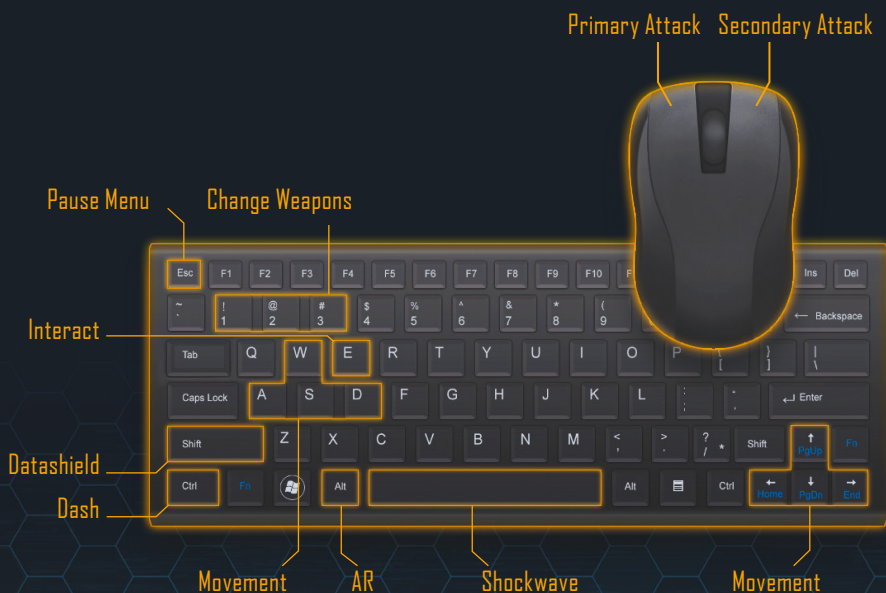 Primary Attack Secondary Attack
Pause Menu Change Weapons
Esc F1 F2 F3 F4 F5 F6 F7 F8 F9 F10 F Ins Del
~ ! @ # $ % ^ & * (
1 2 3 4 5 6 7 8 9 ← Backspace
Interact
Tab Q W E R T Y U I O P { } |
[ ] \
Caps Lock A S D F G H J K L : ↵ Enter
;
Datashield
Shift Z X C V B N M < > ? * Shift ↑ Fn
, . / PgUp
Dash
Ctrl Fn Alt Alt Ctrl ← ↓ →
Home PgDn End
Movement AR Shockwave Movement